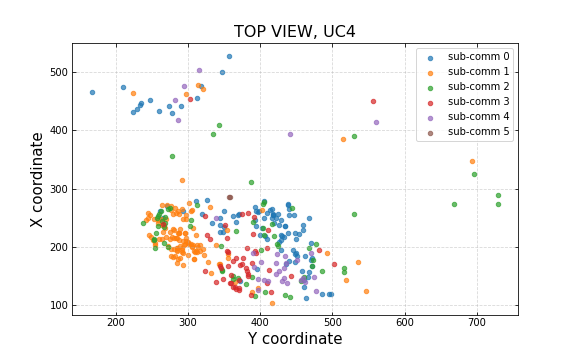 TOP VIEW, UC4
sub-comm 0
sub-comm 1
sub-comm 2
sub-comm 3
sub-comm 4
sub-comm 5
500
400
300
200
100
X coordinate
200 300 400 500 600 700
Y coordinate